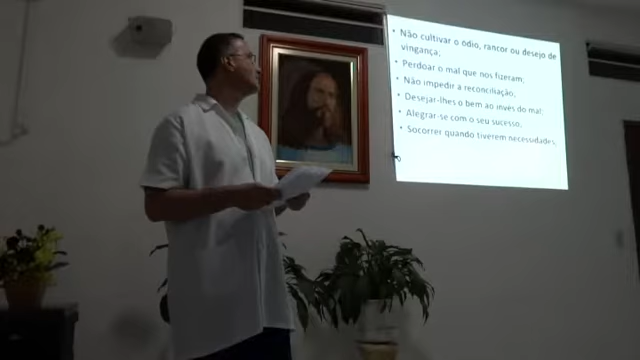 • Não cultivar o ódio, rancor ou desejo de
vingança;
• Perdoar o mal que nos fizeram;
• Não impedir a reconciliação;
• Desejar-lhes o bem ao invés do mal;
• Alegrar-se com o seu sucesso;
• Socorrer quando tiverem necessidades;